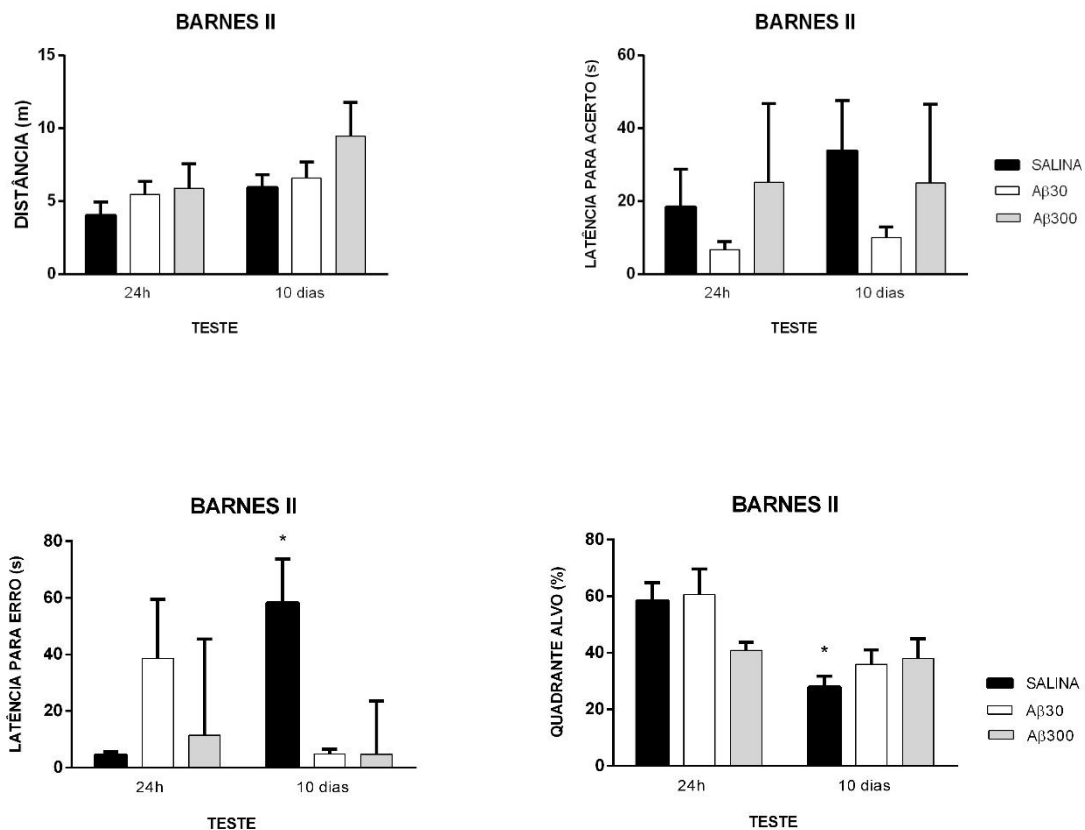 BARNES II
DISTÂNCIA (m)
15
10
5
0
24h
10 dias
TESTE
BARNES II
LATÊNCIA PARA ACERTO (s)
60
40
20
0
24h
10 dias
TESTE
SALINA
Aβ30
Aβ300
BARNES II
LATÊNCIA PARA ERRO (s)
80
60
40
20
0
*
24h
10 dias
TESTE
BARNES II
QUADRANTE ALVO (%)
80
60
40
20
0
*
24h
10 dias
TESTE
SALINA
Aβ30
Aβ300